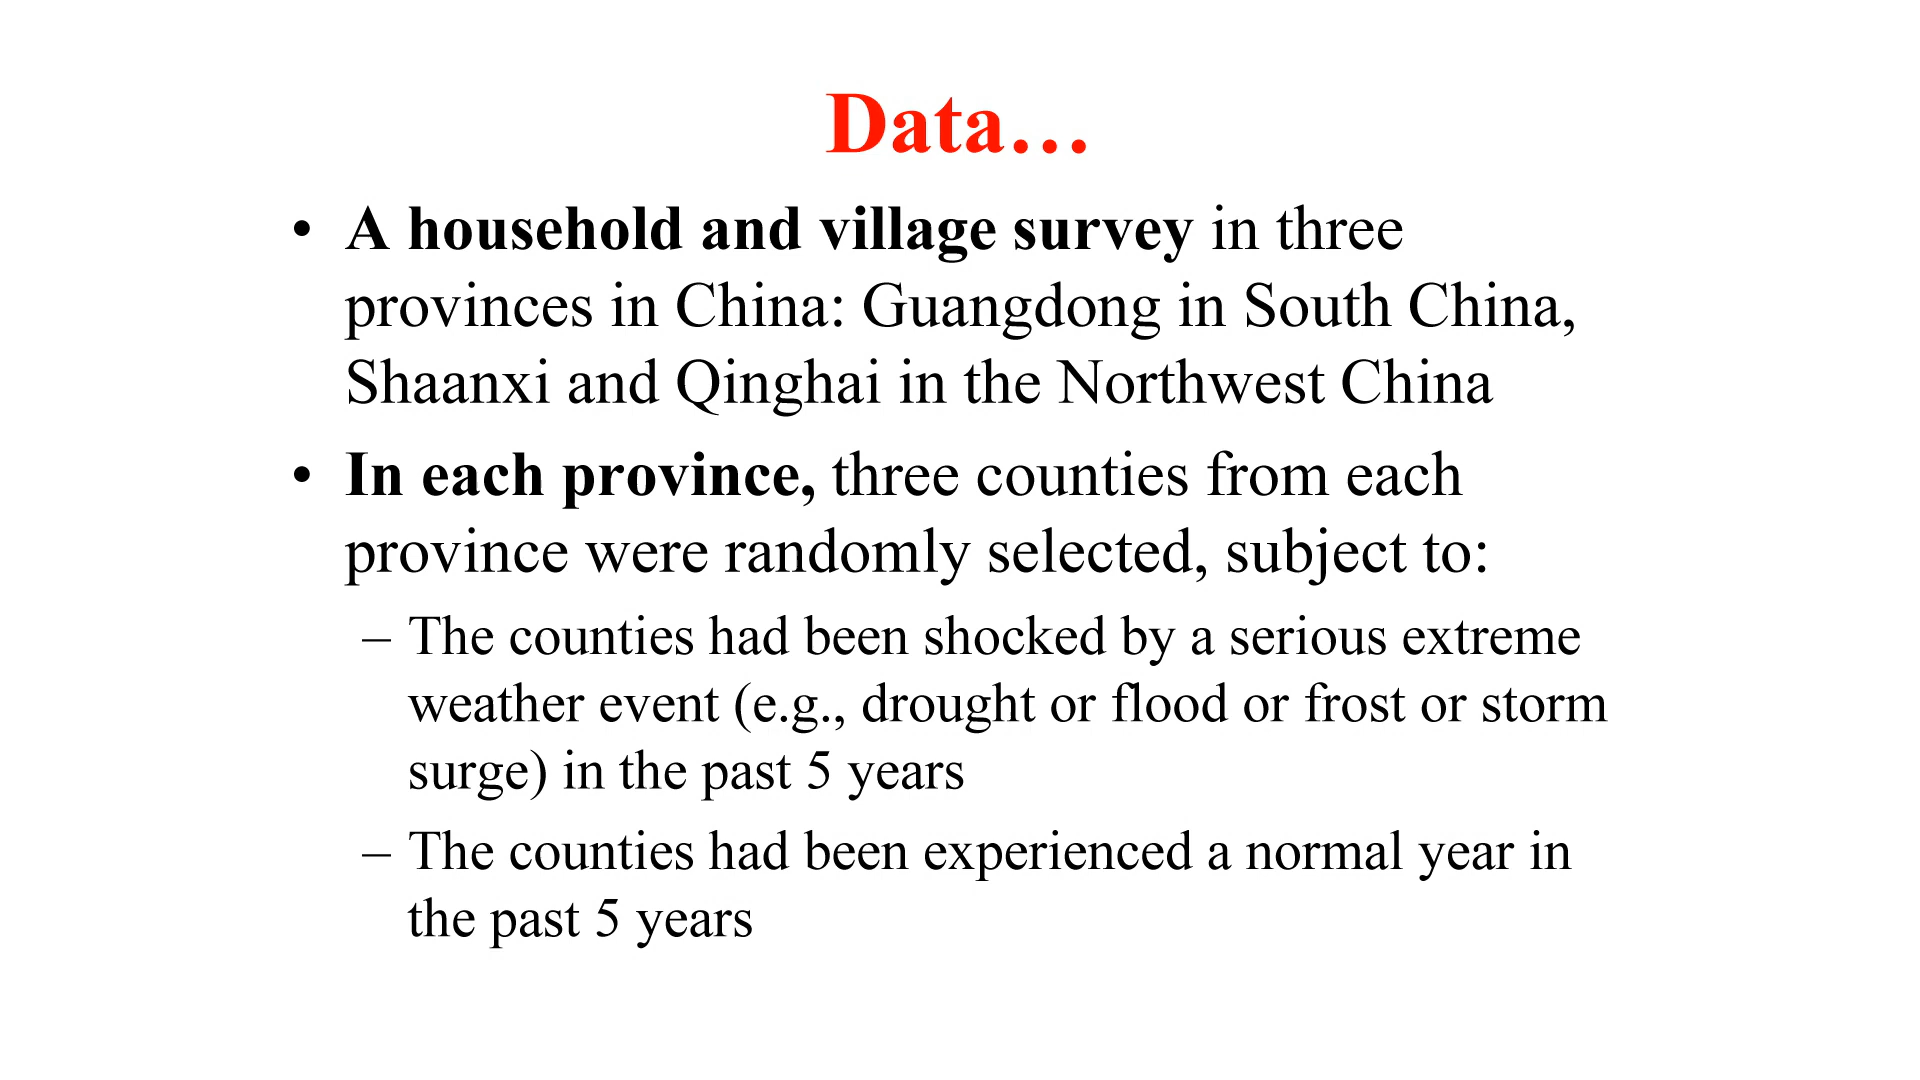 Data…
• A household and village survey in three
provinces in China: Guangdong in South China,
Shaanxi and Qinghai in the Northwest China
• In each province, three counties from each
province were randomly selected, subject to:
– The counties had been shocked by a serious extreme
weather event (e.g., drought or flood or frost or storm
surge) in the past 5 years
– The counties had been experienced a normal year in
the past 5 years